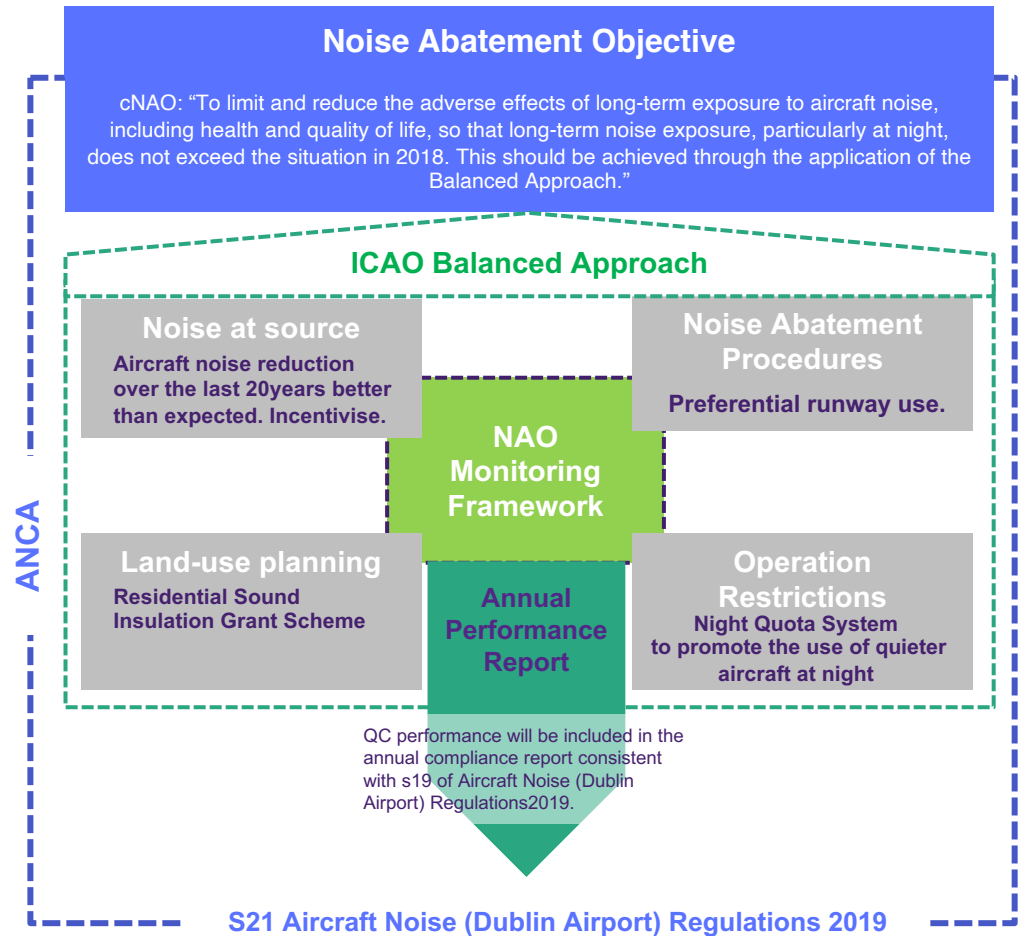 Noise Abatement Objective
cNAO: “To limit and reduce the adverse effects of long-term exposure to aircraft noise,
including health and quality of life, so that long-term noise exposure, particularly at night,
does not exceed the situation in 2018. This should be achieved through the application of the
Balanced Approach.”
ICAO Balanced Approach
Noise at source
Aircraft noise reduction
over the last 20years better
than expected. Incentivise.
Noise Abatement
Procedures
Preferential runway use.
NAO
Monitoring
Framework
ANCA
Land-use planning
Residential Sound
Insulation Grant Scheme
Annual
Performance
Report
Operation
Restrictions
Night Quota System
to promote the use of quieter
aircraft at night
QC performance will be included in the
annual compliance report consistent
with s19 of Aircraft Noise (Dublin
Airport) Regulations2019.
S21 Aircraft Noise (Dublin Airport) Regulations 2019